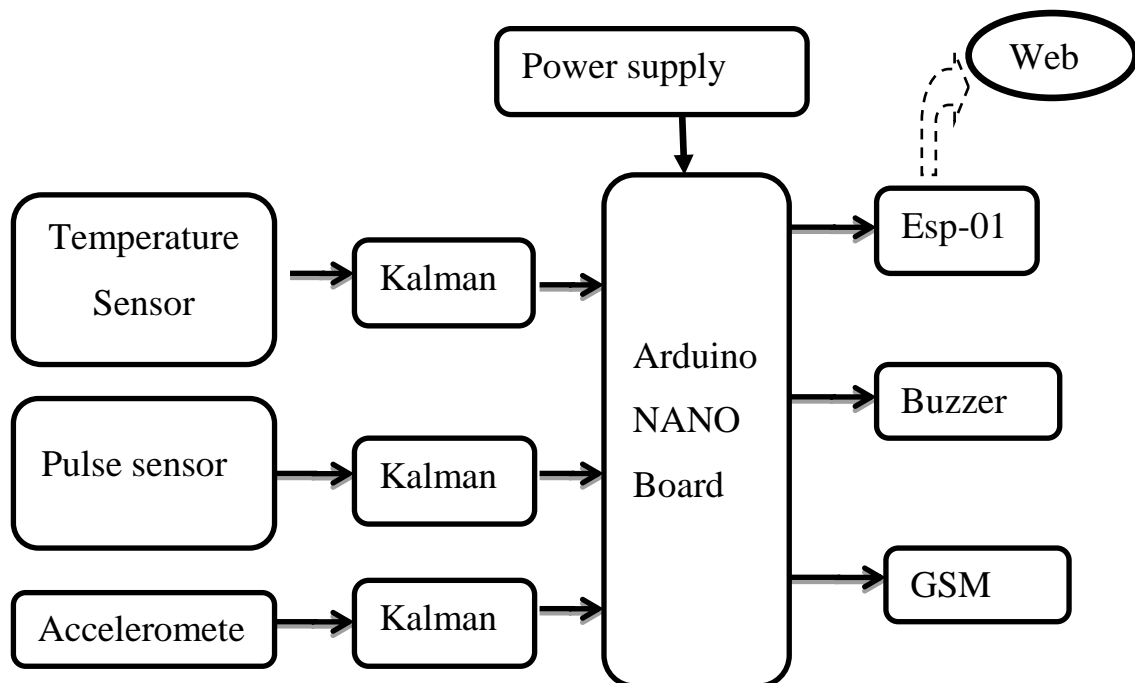 Power supply
Web
Temperature
Sensor
Kalman
Esp-01
Arduino
NANO
Board
Pulse sensor
Kalman
Buzzer
Acceleromete
Kalman
GSM